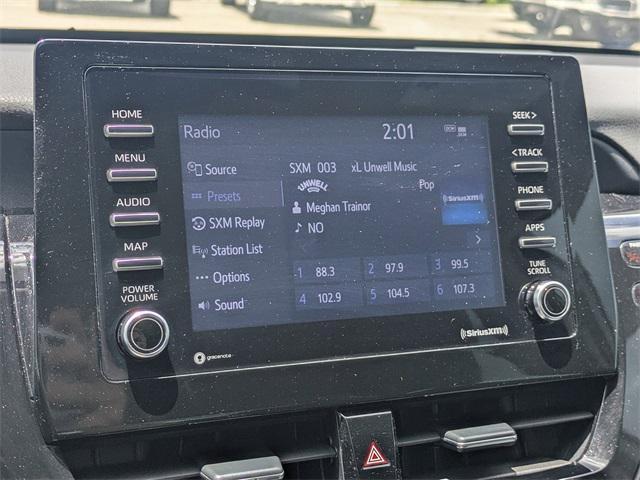 HOME
MENU
AUDIO
MAP
POWER
VOLUME
Radio
2:01
DCM
Source
Presets
SXM Replay
Station List
Options
Sound
SXM 003 xL Unwell Music
UNWELL
Pop
Meghan Trainor
NO
SiriusXM
1 88.3 2 97.9 3 99.5
4 102.9 5 104.5 6 107.3
SEEK >
< TRACK
PHONE
APPS
TUNE
SCROLL
gracenote
SiriusXM